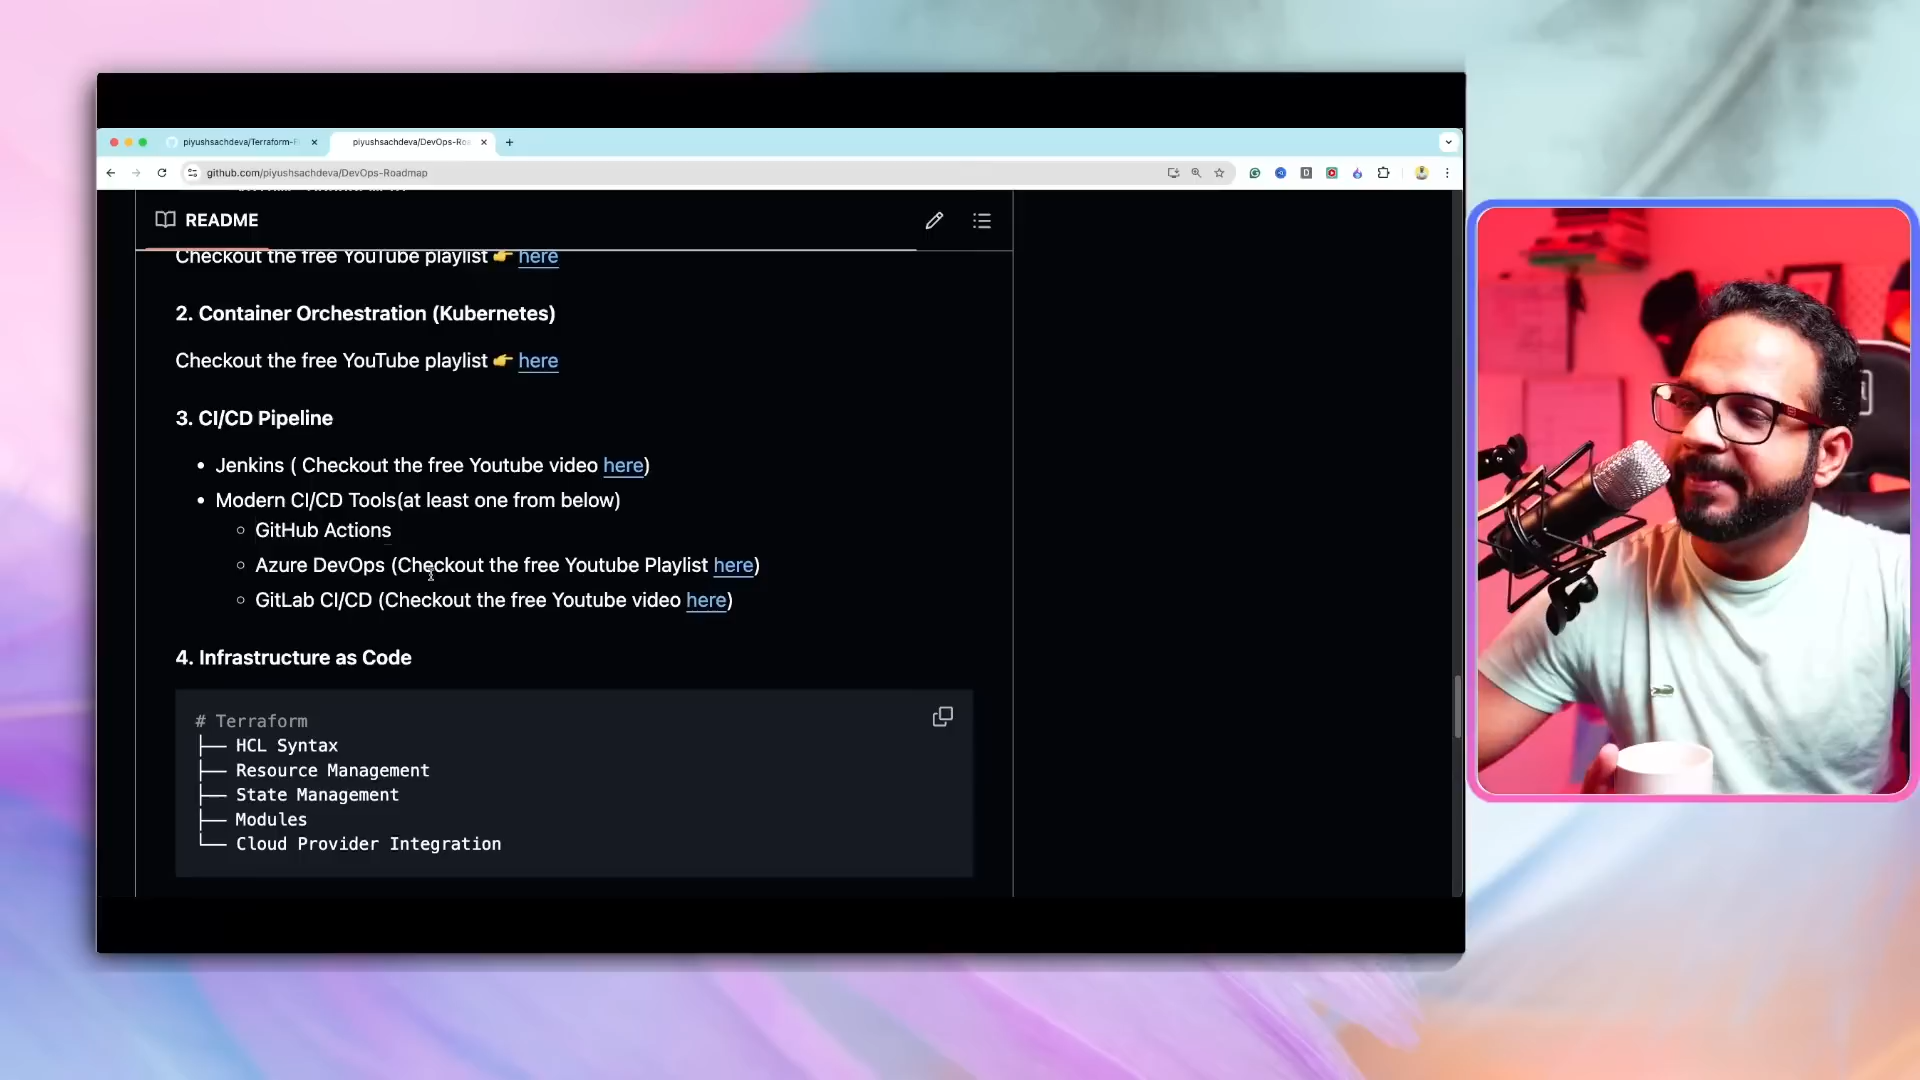 piyushsachdeva/Terraform-
piyushsachdeva/DevOps-Roa
github.com/piyushsachdeva/DevOps-Roadmap
README
Checkout the free YouTube playlist 👉 here
2. Container Orchestration (Kubernetes)
Checkout the free YouTube playlist 👉 here
3. CI/CD Pipeline
• Jenkins ( Checkout the free Youtube video here)
• Modern CI/CD Tools(at least one from below)
◦ GitHub Actions
◦ Azure DevOps (Checkout the free Youtube Playlist here)
◦ GitLab CI/CD (Checkout the free Youtube video here)
4. Infrastructure as Code
# Terraform
├── HCL Syntax
├── Resource Management
├── State Management
├── Modules
└── Cloud Provider Integration